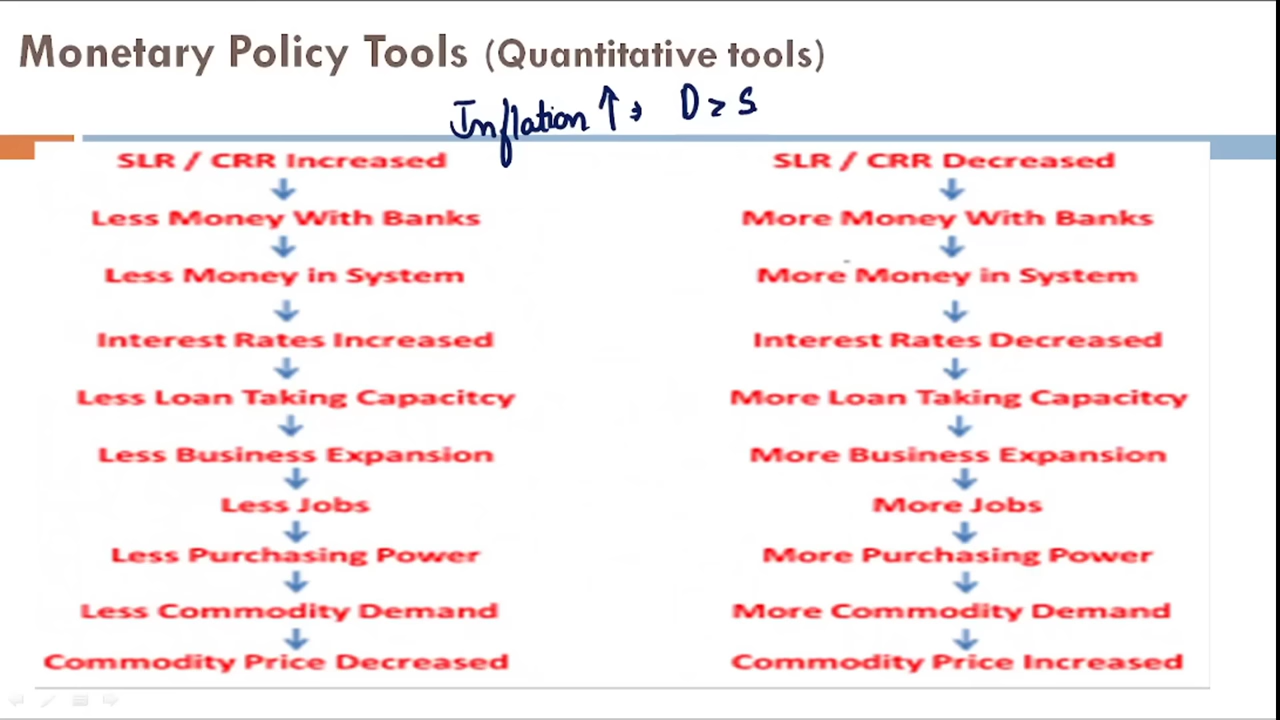 Monetary Policy Tools (Quantitative tools)
Inflation ↑ ⇒ D > S
SLR / CRR Increased
↓
Less Money With Banks
↓
Less Money in System
↓
Interest Rates Increased
↓
Less Loan Taking Capacitcy
↓
Less Business Expansion
↓
Less Jobs
↓
Less Purchasing Power
↓
Less Commodity Demand
↓
Commodity Price Decreased
SLR / CRR Decreased
↓
More Money With Banks
↓
More Money in System
↓
Interest Rates Decreased
↓
More Loan Taking Capacitcy
↓
More Business Expansion
↓
More Jobs
↓
More Purchasing Power
↓
More Commodity Demand
↓
Commodity Price Increased